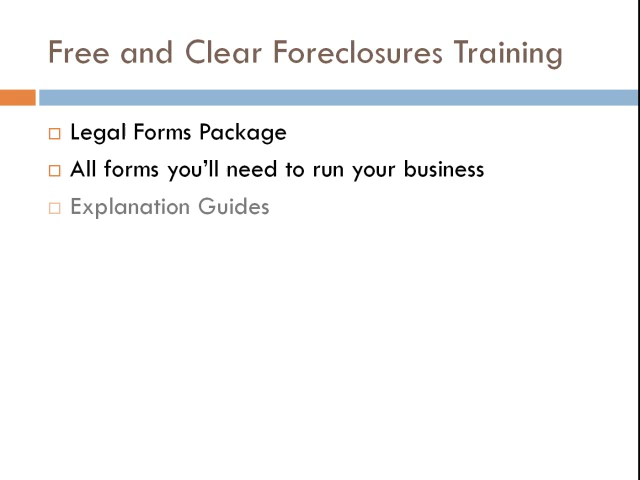 Free and Clear Foreclosures Training
Legal Forms Package
All forms you'll need to run your business
Explanation Guides